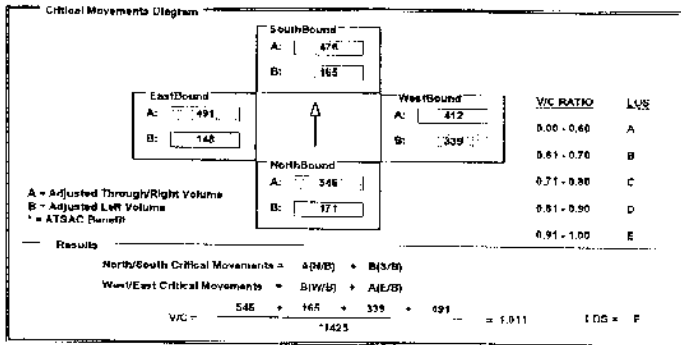 Critical Movements Diagram
SouthBound
A: 476
B: 165
EastBound
A: 491
B: 148
WestBound
A: 412
B: 339
NorthBound
A: 546
B: 171
V/C RATIO LOS
0.00 - 0.60 A
0.61 - 0.70 B
0.71 - 0.80 C
0.81 - 0.90 D
0.91 - 1.00 E
A = Adjusted Through/Right Volume
B = Adjusted Left Volume
* = ATSAC Benefit
Results
North/South Critical Movements = A(N/B) + B(S/B)
West/East Critical Movements = B(W/B) + A(E/B)
V/C = 546 + 165 + 339 + 491 = 1.011 LOS = F
*1425